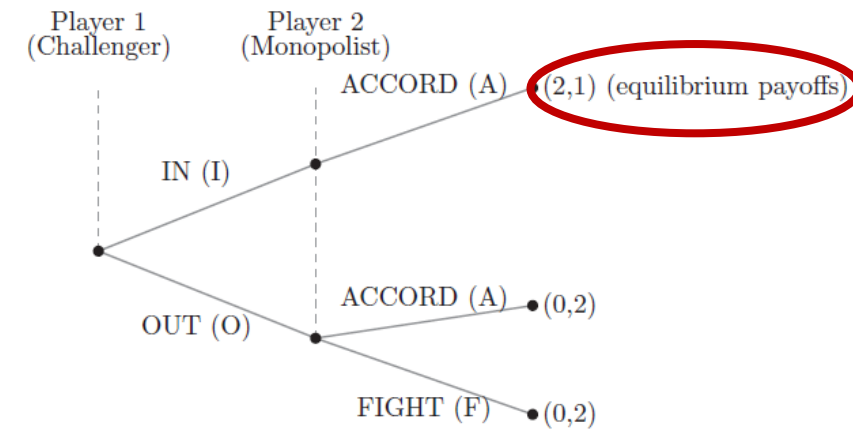 Player 1
(Challenger)
Player 2
(Monopolist)
ACCORD (A)
(2,1) (equilibrium payoffs)
IN (I)
ACCORD (A)
(0,2)
OUT (O)
FIGHT (F)
(0,2)